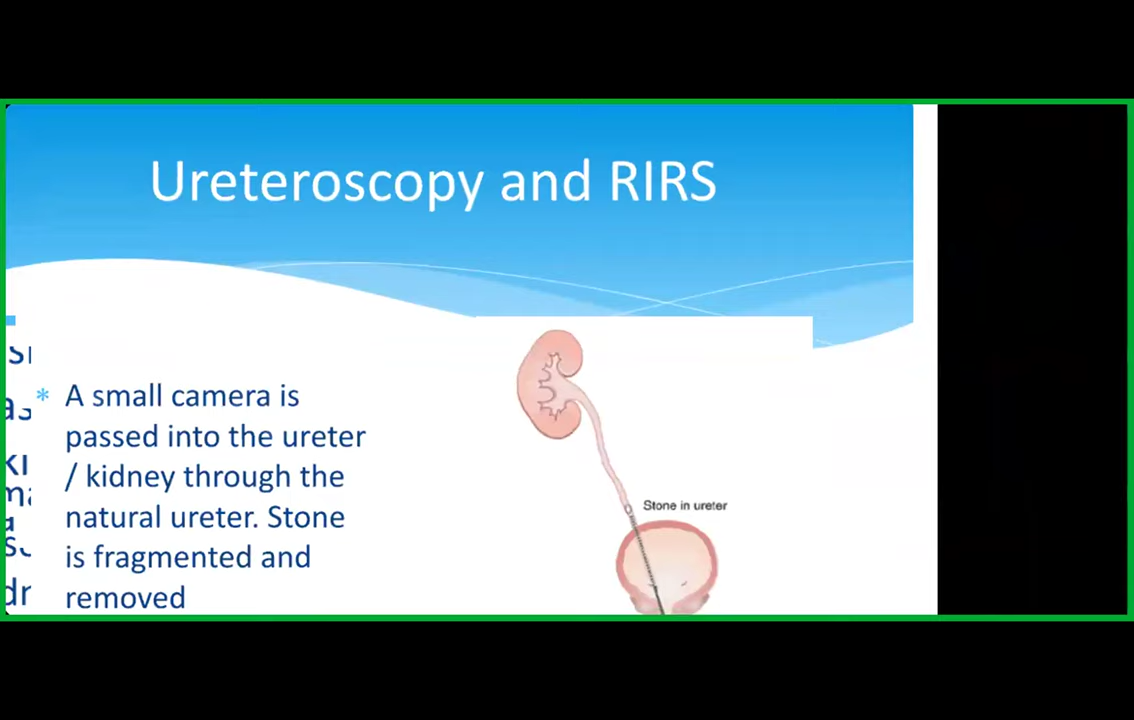 Ureteroscopy and RIRS
* A small camera is
passed into the ureter
/ kidney through the
natural ureter. Stone
is fragmented and
removed
Stone in ureter